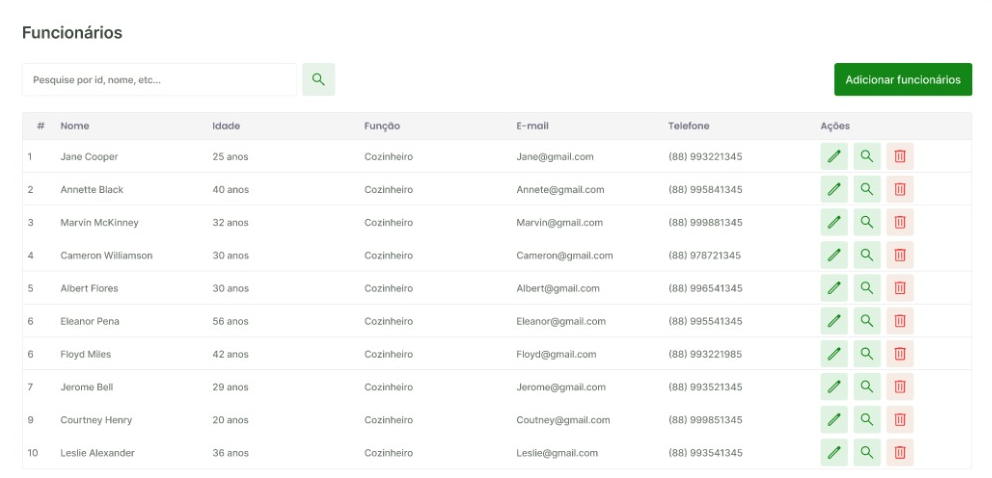 Funcionários
Pesquise por id, nome, etc...
Adicionar funcionários
# Nome Idade Função E-mail Telefone Ações
1 Jane Cooper 25 anos Cozinheiro Jane@gmail.com (88) 993221345
2 Annette Black 40 anos Cozinheiro Annete@gmail.com (88) 995841345
3 Marvin McKinney 32 anos Cozinheiro Marvin@gmail.com (88) 999881345
4 Cameron Williamson 30 anos Cozinheiro Cameron@gmail.com (88) 978721345
5 Albert Flores 30 anos Cozinheiro Albert@gmail.com (88) 996541345
6 Eleanor Pena 56 anos Cozinheiro Eleanor@gmail.com (88) 995541345
6 Floyd Miles 42 anos Cozinheiro Floyd@gmail.com (88) 993221985
7 Jerome Bell 29 anos Cozinheiro Jerome@gmail.com (88) 993521345
9 Courtney Henry 20 anos Cozinheiro Coutney@gmail.com (88) 999851345
10 Leslie Alexander 36 anos Cozinheiro Leslie@gmail.com (88) 993541345